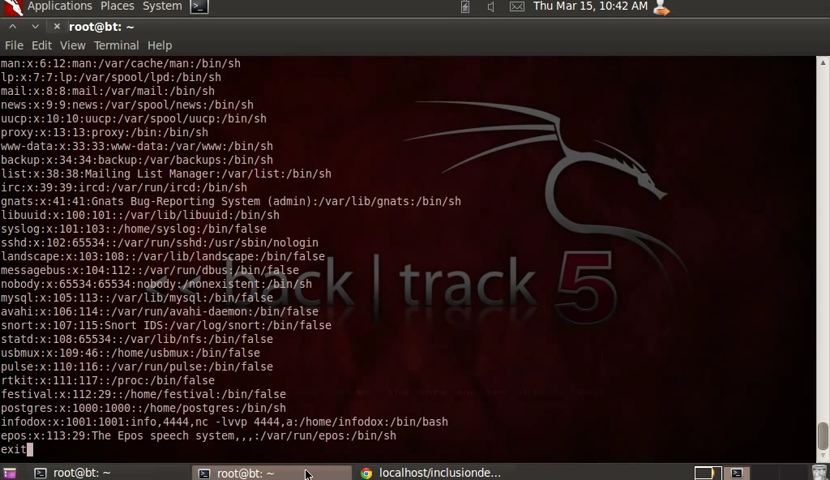 Applications Places System
Thu Mar 15, 10:42 AM
root@bt: ~
File Edit View Terminal Help
man:x:6:12:man:/var/cache/man:/bin/sh
lp:x:7:7:lp:/var/spool/lpd:/bin/sh
mail:x:8:8:mail:/var/mail:/bin/sh
news:x:9:9:news:/var/spool/news:/bin/sh
uucp:x:10:10:uucp:/var/spool/uucp:/bin/sh
proxy:x:13:13:proxy:/bin:/bin/sh
www-data:x:33:33:www-data:/var/www:/bin/sh
backup:x:34:34:backup:/var/backups:/bin/sh
list:x:38:38:Mailing List Manager:/var/list:/bin/sh
irc:x:39:39:ircd:/var/run/ircd:/bin/sh
gnats:x:41:41:Gnats Bug-Reporting System (admin):/var/lib/gnats:/bin/sh
libuuid:x:100:101::/var/lib/libuuid:/bin/sh
syslog:x:101:103::/home/syslog:/bin/false
sshd:x:102:65534::/var/run/sshd:/usr/sbin/nologin
landscape:x:103:108::/var/lib/landscape:/bin/false
messagebus:x:104:112::/var/run/dbus:/bin/false
nobody:x:65534:65534:nobody:/nonexistent:/bin/sh
mysql:x:105:113::/var/lib/mysql:/bin/false
avahi:x:106:114::/var/run/avahi-daemon:/bin/false
snort:x:107:115:Snort IDS:/var/log/snort:/bin/false
statd:x:108:65534::/var/lib/nfs:/bin/false
usbmux:x:109:46::/home/usbmux:/bin/false
pulse:x:110:116::/var/run/pulse:/bin/false
rtkit:x:111:117::/proc:/bin/false
festival:x:112:29::/home/festival:/bin/false
postgres:x:1000:1000::/home/postgres:/bin/sh
infodox:x:1001:1001:info,4444,nc -lvvp 4444,a:/home/infodox:/bin/bash
epos:x:113:29:The Epos speech system,,,:/var/run/epos:/bin/sh
exit
<< back | track 5
root@bt: ~
root@bt: ~
localhost/inclusionde...